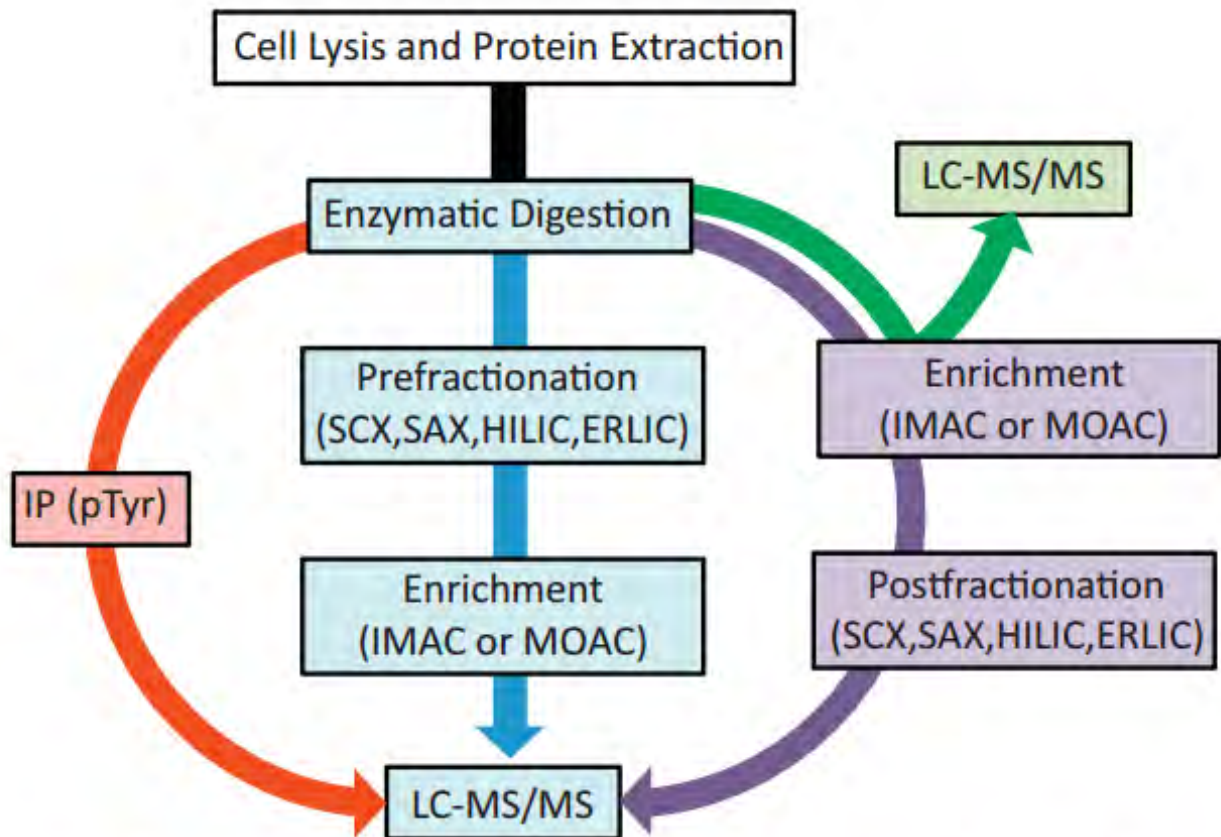 Cell Lysis and Protein Extraction
LC-MS/MS
Enzymatic Digestion
Prefractionation
(SCX,SAX,HILIC,ERLIC)
Enrichment
(IMAC or MOAC)
IP (pTyr)
Enrichment
(IMAC or MOAC)
Postfractionation
(SCX,SAX,HILIC,ERLIC)
LC-MS/MS